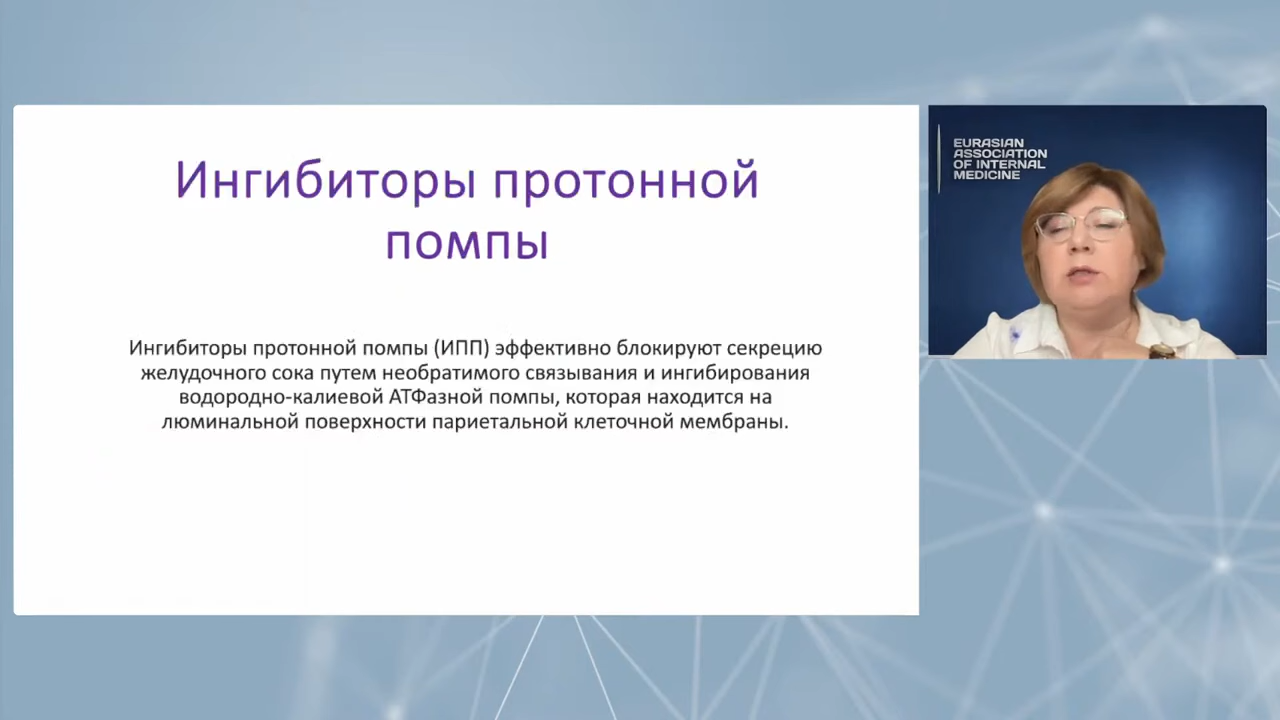 Ингибиторы протонной
помпы
Ингибиторы протонной помпы (ИПП) эффективно блокируют секрецию
желудочного сока путем необратимого связывания и ингибирования
водородно-калиевой АТФазной помпы, которая находится на
люминальной поверхности париетальной клеточной мембраны.
EURASIAN
ASSOCIATION
OF INTERNAL
MEDICINE